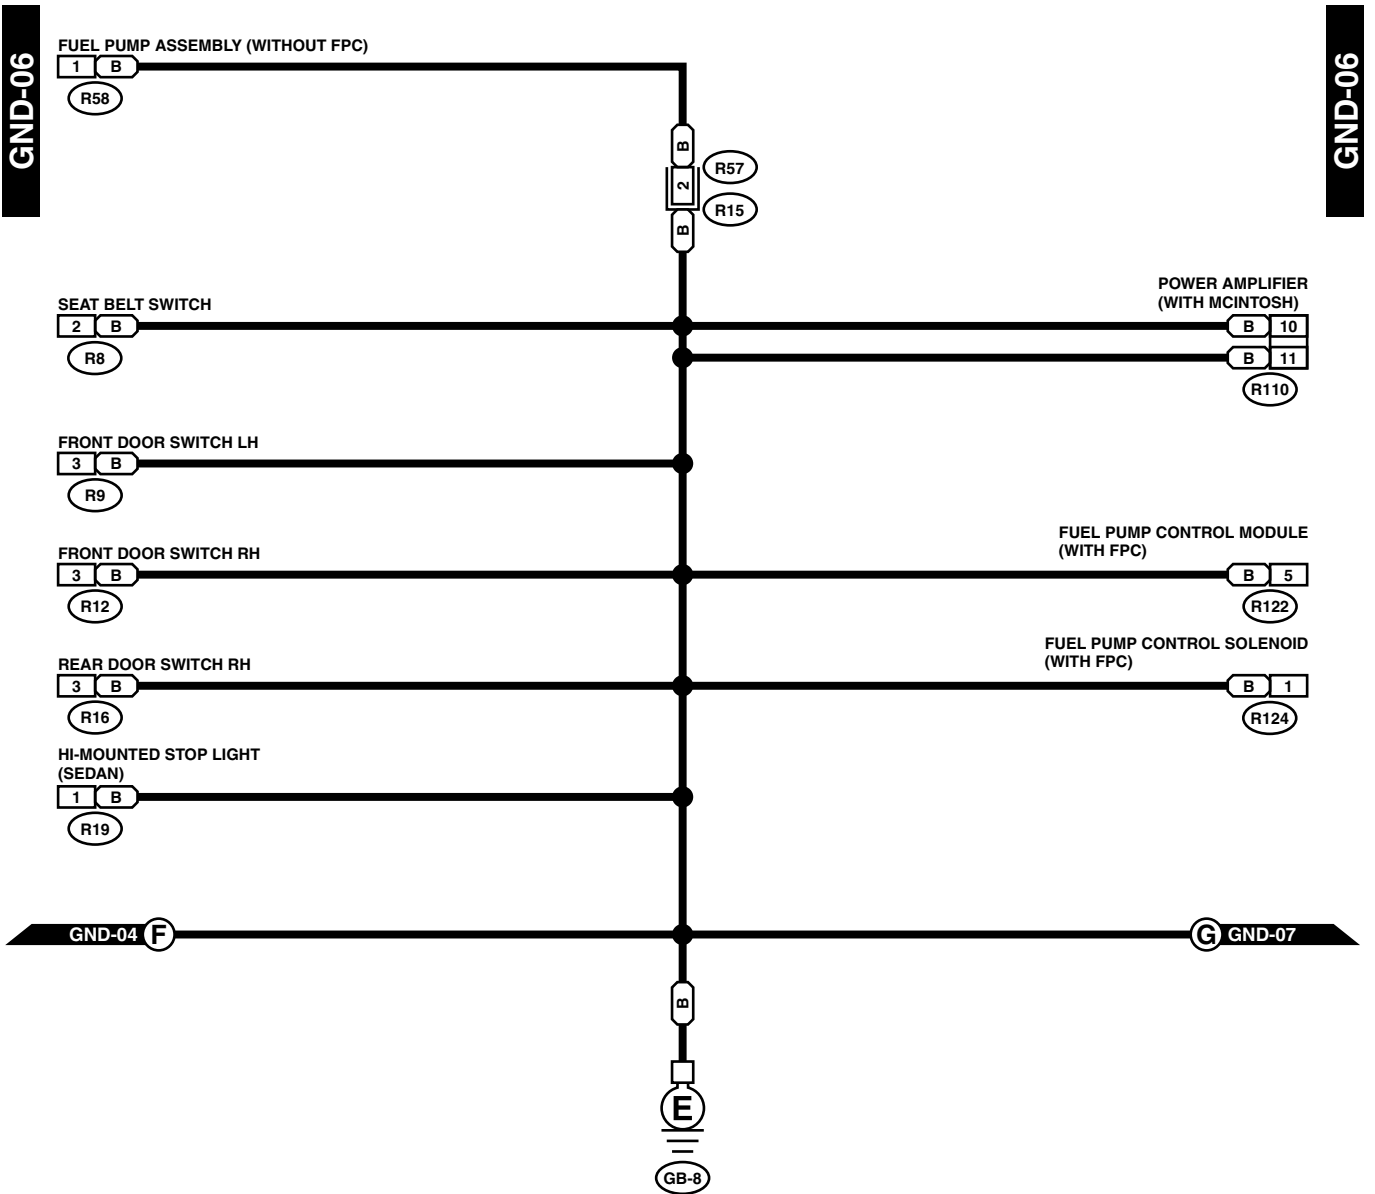 GND-06
GND-06
FUEL PUMP ASSEMBLY (WITHOUT FPC)
1 B
R58
B
R57
2
R15
B
POWER AMPLIFIER
(WITH MCINTOSH)
SEAT BELT SWITCH
2 B
B 10
R8
B 11
R110
FRONT DOOR SWITCH LH
3 B
R9
FUEL PUMP CONTROL MODULE
(WITH FPC)
FRONT DOOR SWITCH RH
3 B
B 5
R12
R122
FUEL PUMP CONTROL SOLENOID
(WITH FPC)
REAR DOOR SWITCH RH
3 B
B 1
R16
R124
HI-MOUNTED STOP LIGHT
(SEDAN)
1 B
R19
GND-04 F
G GND-07
B
E
GB-8